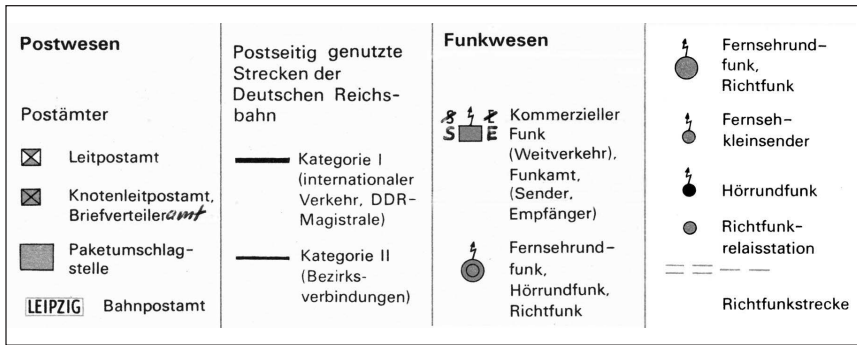 Postwesen
Postämter
Leitpostamt
Knotenleitpostamt,
Briefverteileramt
Paketumschlag-
stelle
LEIPZIG Bahnpostamt
Postseitig genutzte
Strecken der
Deutschen Reichs-
bahn
Kategorie I
(internationaler
Verkehr, DDR-
Magistrale)
Kategorie II
(Bezirks-
verbindungen)
Funkwesen
S E Kommerzieller
Funk
(Weitverkehr),
Funkamt,
(Sender,
Empfänger)
Fernsehrund-
funk,
Hörrundfunk,
Richtfunk
Fernsehrund-
funk,
Richtfunk
Fernseh-
kleinsender
Hörrundfunk
Richtfunk-
relaisstation
Richtfunkstrecke